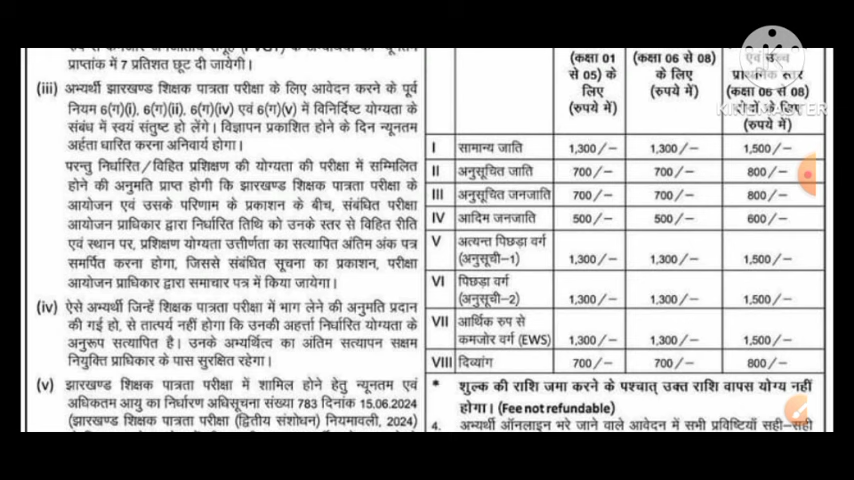 प्राप्तांक में 7 प्रतिशत छूट दी जायेगी।
(iii) अभ्यर्थी झारखण्ड शिक्षक पात्रता परीक्षा के लिए आवेदन करने के पूर्व
नियम 6(ग)(i), 6(ग)(ii), 6(ग)(iv) एवं 6(ग)(v) में विनिर्दिष्ट योग्यता के
संबंध में स्वयं संतुष्ट हो लेंगे। विज्ञापन प्रकाशित होने के दिन न्यूनतम
अर्हता धारित करना अनिवार्य होगा।
परन्तु निर्धारित/विहित प्रशिक्षण की योग्यता की परीक्षा में सम्मिलित
होने की अनुमति प्राप्त होगी कि झारखण्ड शिक्षक पात्रता परीक्षा के
आयोजन एवं उसके परिणाम के प्रकाशन के बीच, संबंधित परीक्षा
आयोजन प्राधिकार द्वारा निर्धारित तिथि को उनके स्तर से विहित रीति
एवं स्थान पर, प्रशिक्षण योग्यता उत्तीर्णता का सत्यापित अंतिम अंक पत्र
समर्पित करना होगा, जिससे संबंधित सूचना का प्रकाशन, परीक्षा
आयोजन प्राधिकार द्वारा समाचार पत्र में किया जायेगा।
(iv) ऐसे अभ्यर्थी जिन्हें शिक्षक पात्रता परीक्षा में भाग लेने की अनुमति प्रदान
की गई हो, से तात्पर्य नहीं होगा कि उनकी अहर्त्ता निर्धारित योग्यता के
अनुरूप सत्यापित है। उनके अभ्यर्थित्व का अंतिम सत्यापन सक्षम
नियुक्ति प्राधिकार के पास सुरक्षित रहेगा।
(v) झारखण्ड शिक्षक पात्रता परीक्षा में शामिल होने हेतु न्यूनतम एवं
अधिकतम आयु का निर्धारण अधिसूचना संख्या 783 दिनांक 15.06.2024
(झारखण्ड शिक्षक पात्रता परीक्षा (द्वितीय संशोधन) नियमावली, 2024)
(कक्षा 01 से 05) के लिए (रुपये में)
(कक्षा 06 से 08) के लिए (रुपये में)
एवं उच्च प्राथमिक स्तर (कक्षा 06 से 08) दोनों के लिए (रुपये में)
I सामान्य जाति 1,300/– 1,300/– 1,500/–
II अनुसूचित जाति 700/– 700/– 800/–
III अनुसूचित जनजाति 700/– 700/– 800/–
IV आदिम जनजाति 500/– 500/– 600/–
V अत्यन्त पिछड़ा वर्ग
(अनुसूची-1) 1,300/– 1,300/– 1,500/–
VI पिछड़ा वर्ग
(अनुसूची-2) 1,300/– 1,300/– 1,500/–
VII आर्थिक रुप से
कमजोर वर्ग (EWS) 1,300/– 1,300/– 1,500/–
VIII दिव्यांग 700/– 700/– 800/–
* शुल्क की राशि जमा करने के पश्चात् उक्त राशि वापस योग्य नहीं
होगा। (Fee not refundable)
4. अभ्यर्थी ऑनलाइन भरे जाने वाले आवेदन में सभी प्रविष्टियाँ सही-सही